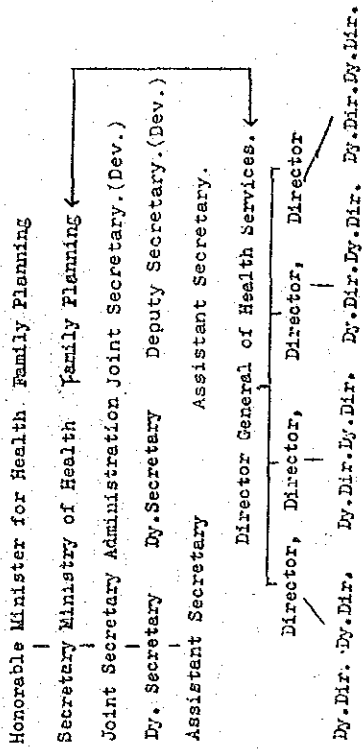 Honorable Minister for Health Family Planning
Secretary Ministry of Health Family Planning
Joint Secretary Administration Joint Secretary.(Dev.)
Dy. Secretary Dy.Secretary Deputy Secretary.(Dev.)
Assistant Secretary Assistant Secretary.
Director General of Health Services.
Director, Director, Director, Director
Dy.Dir. Dy.Dir. Dy.Dir.Dy.Dir. Dy.Dir.Dy.Dir. Dy.Dir.Dy.Dir.